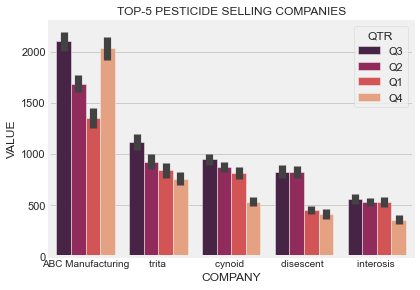 TOP-5 PESTICIDE SELLING COMPANIES
QTR
Q3
Q2
Q1
Q4
VALUE
2000
1500
1000
500
0
ABC Manufacturing trita cynoid disescent interosis
COMPANY